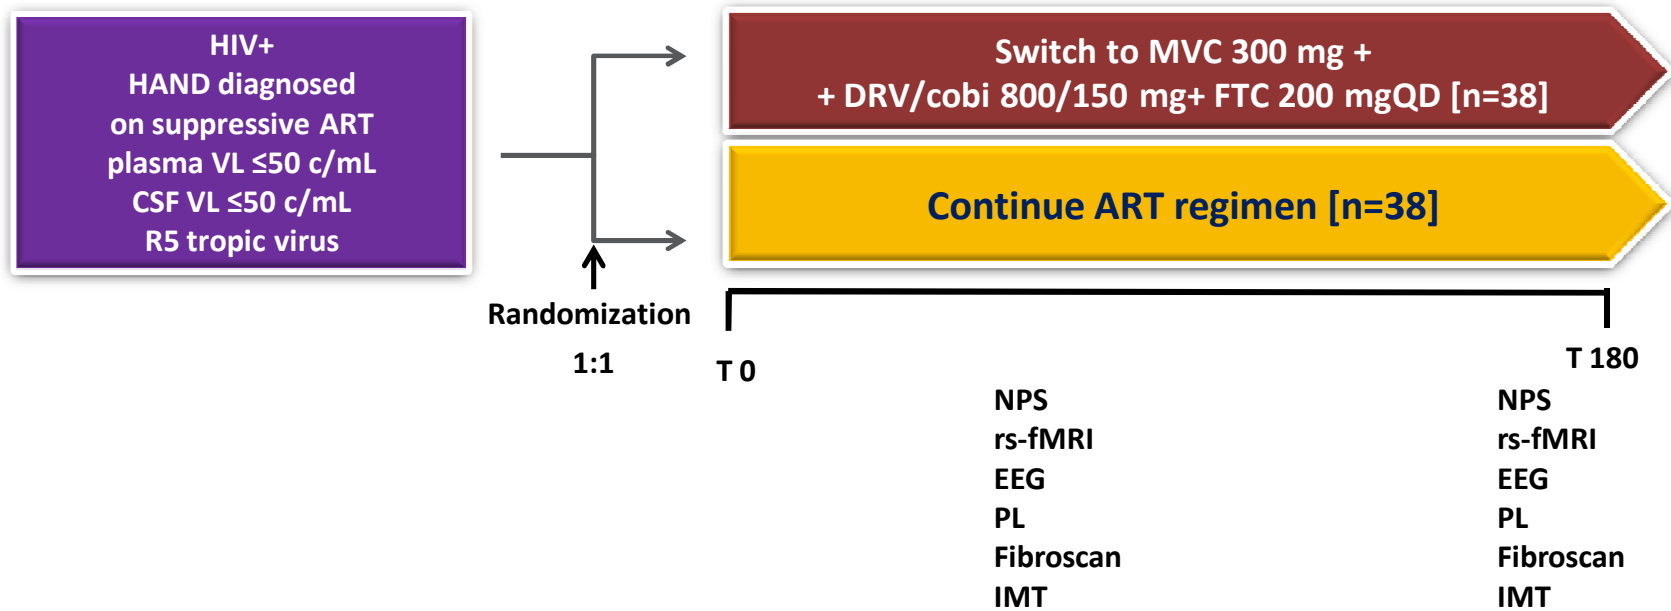 HIV+
HAND diagnosed
on suppressive ART
plasma VL ≤50 c/mL
CSF VL ≤50 c/mL
R5 tropic virus
Switch to MVC 300 mg +
+ DRV/cobi 800/150 mg+ FTC 200 mgQD [n=38]
Continue ART regimen [n=38]
Randomization
1:1
T 0
T 180
NPS
rs-fMRI
EEG
PL
Fibroscan
IMT
NPS
rs-fMRI
EEG
PL
Fibroscan
IMT